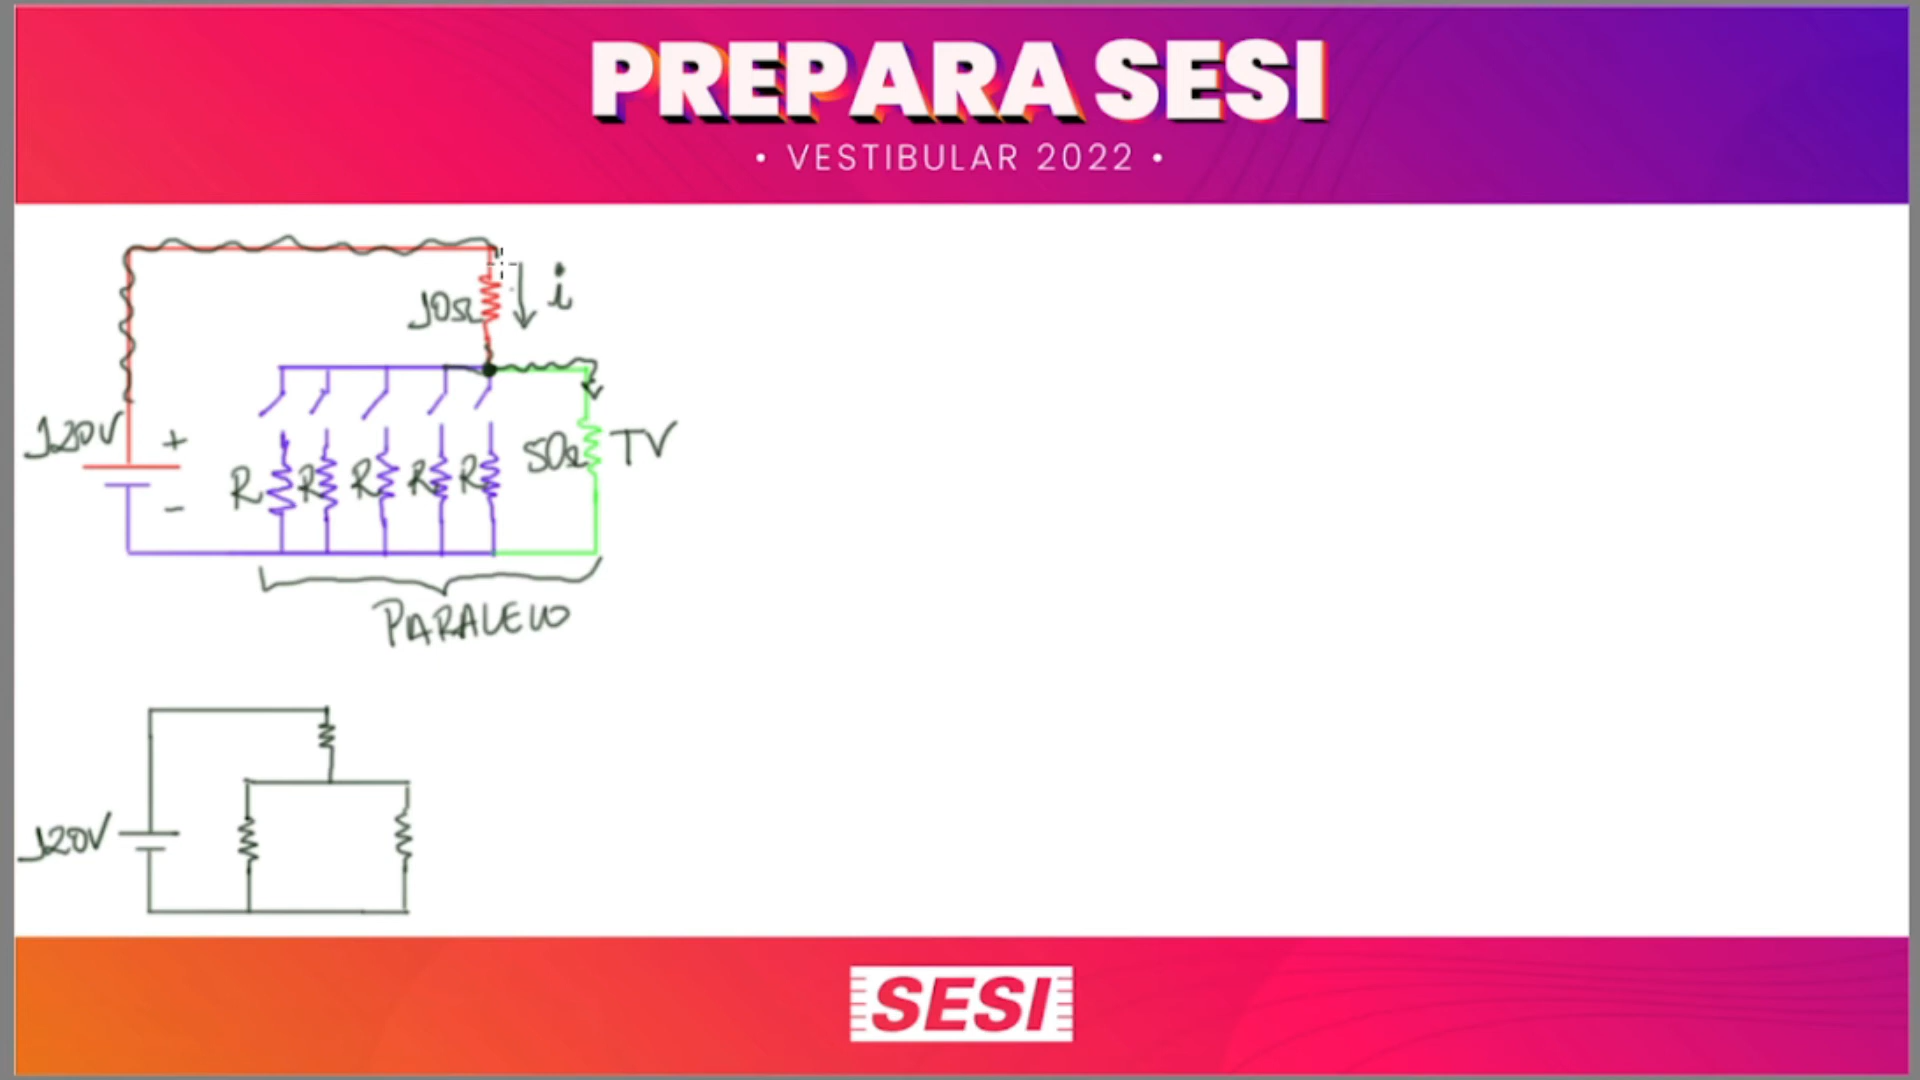 PREPARA SESI
• VESTIBULAR 2022 •
10Ω
i
120V
+
-
R R R R R
50Ω TV
PARALELO
120V
SESI